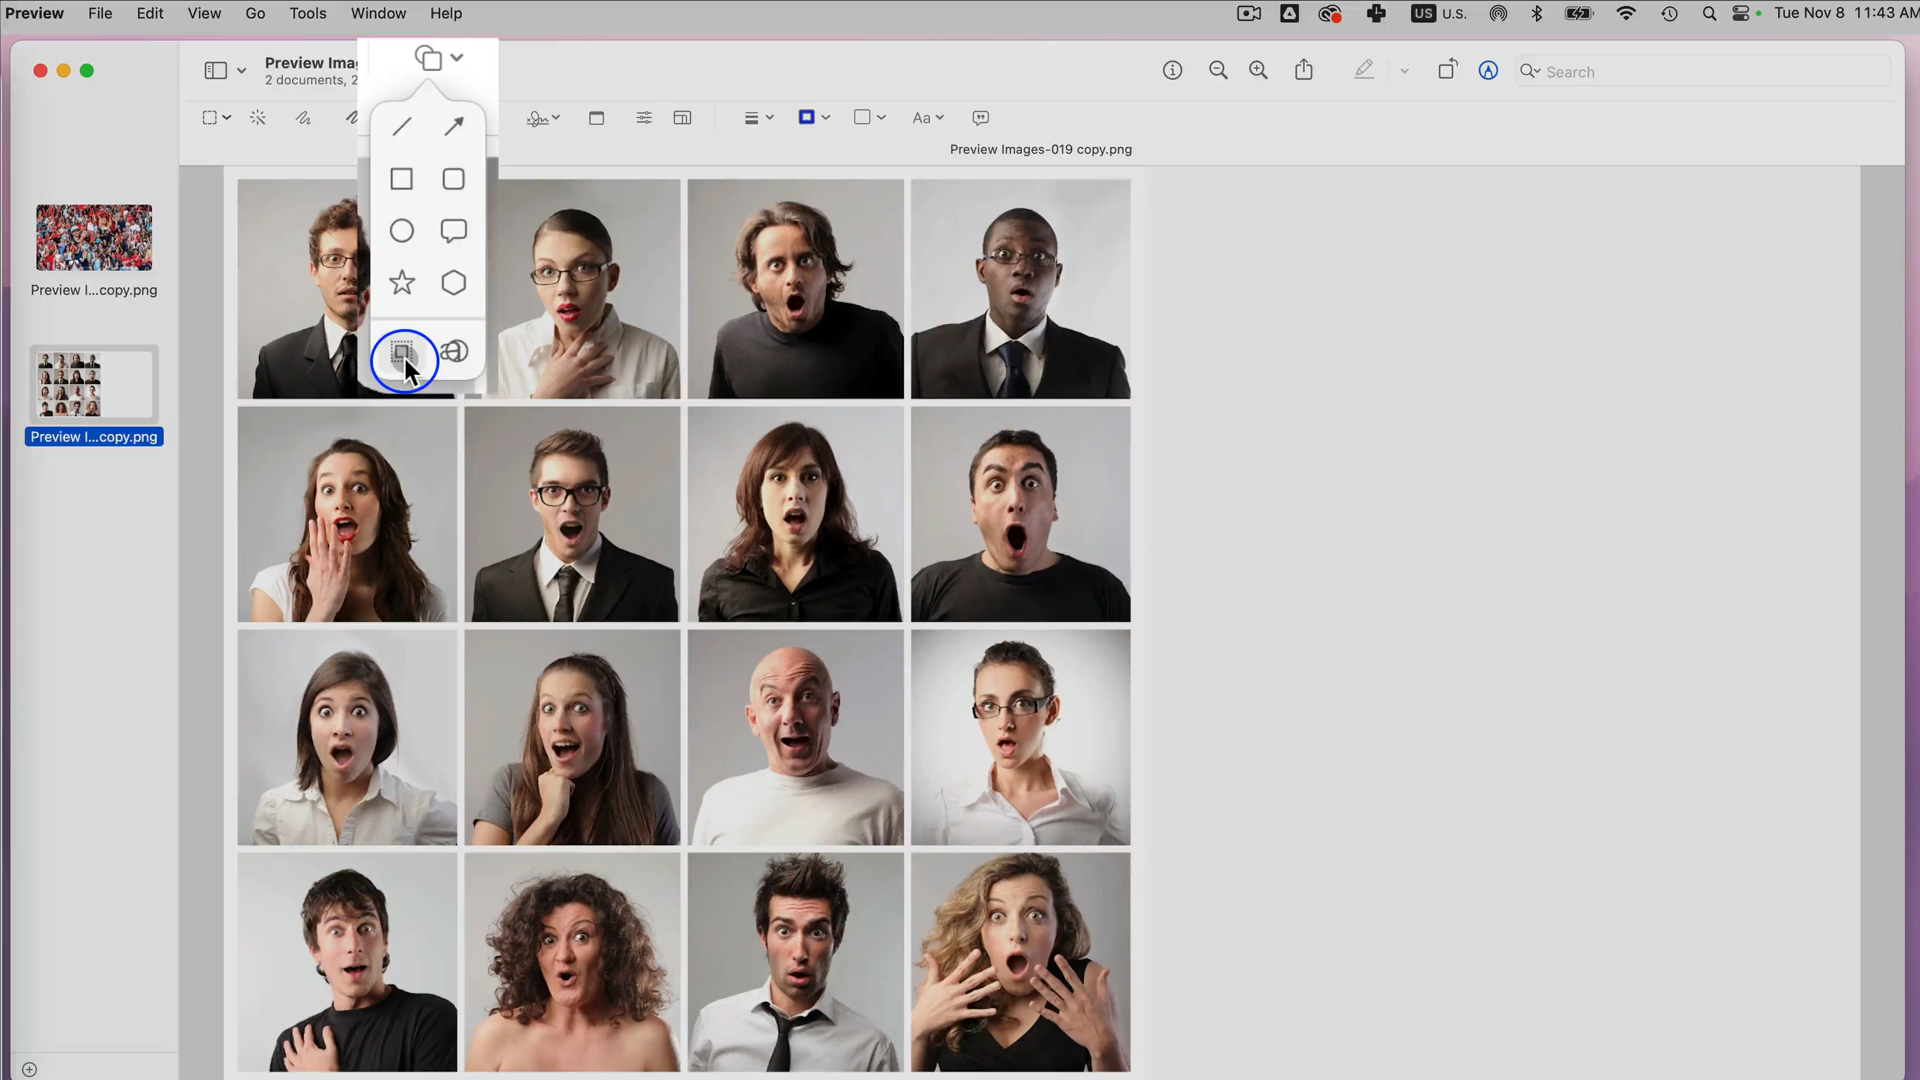 Preview File Edit View Go Tools Window Help US U.S. Tue Nov 8 11:43 AM
Preview Imag
2 documents, 2
Search
Aa
Preview Images-019 copy.png
Preview I...copy.png
Preview I...copy.png